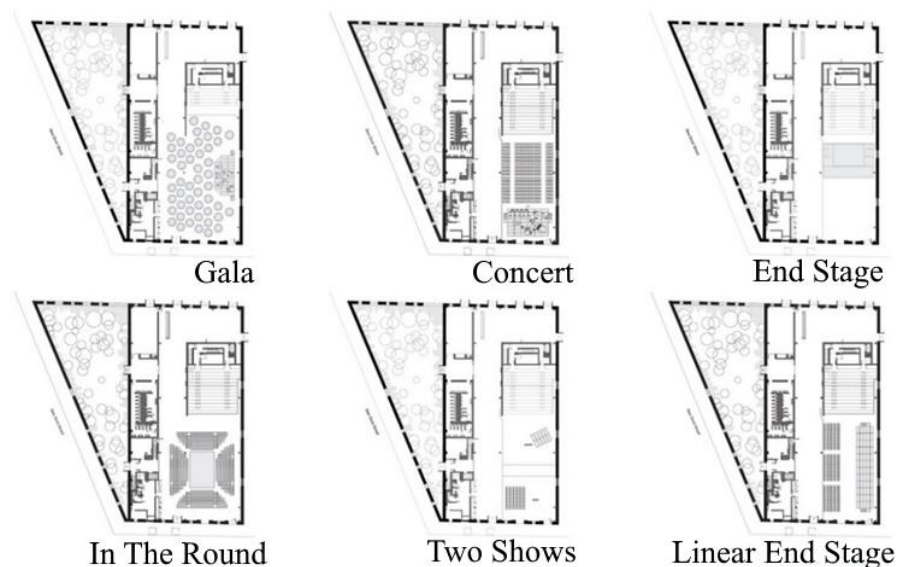 Gala
Concert
End Stage
In The Round
Two Shows
Linear End Stage